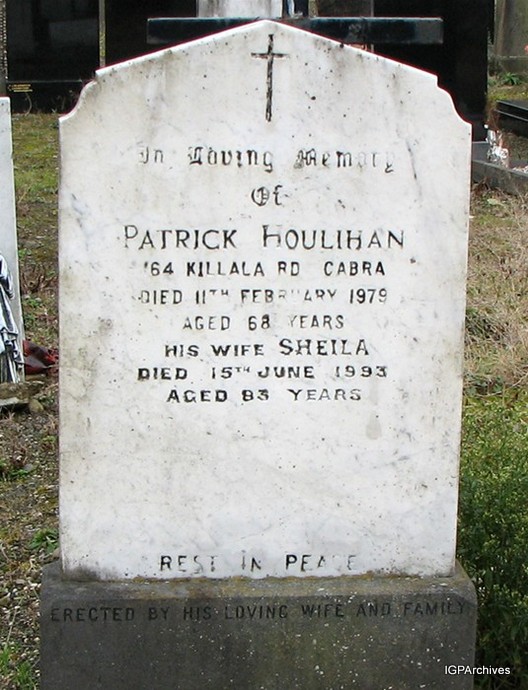 In Loving Memory
Of
PATRICK HOULIHAN
64 KILLALA RD CABRA
DIED 11TH FEBRUARY 1979
AGED 68 YEARS
HIS WIFE SHEILA
DIED 15TH JUNE 1993
AGED 83 YEARS
REST IN PEACE
ERECTED BY HIS LOVING WIFE AND FAMILY
IGPArchives